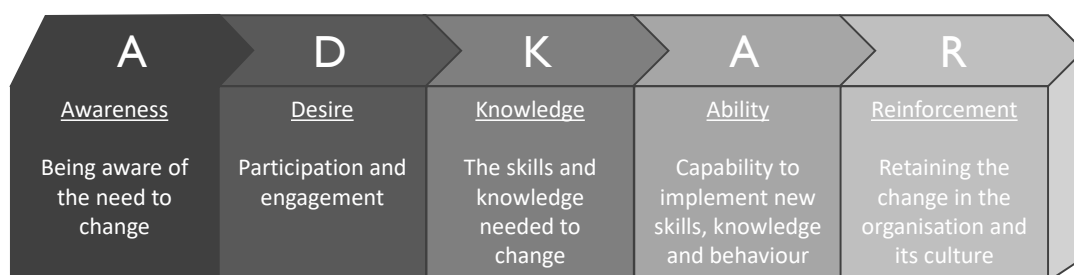 A
D
K
A
R
Awareness
Being aware of
the need to
change
Desire
Participation and
engagement
Knowledge
The skills and
knowledge
needed to
change
Ability
Capability to
implement new
skills, knowledge
and behaviour
Reinforcement
Retaining the
change in the
organisation and
its culture